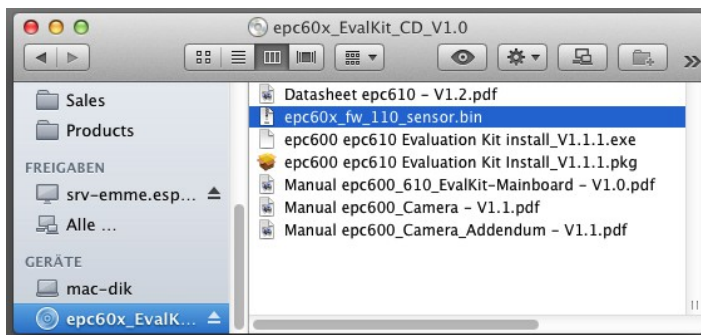 epc60x_EvalKit_CD_V1.0
Sales
Products
FREIGABEN
srv-emme.esp...
Alle ...
GERÄTE
mac-dik
epc60x_EvalK...
Datasheet epc610 - V1.2.pdf
epc60x_fw_110_sensor.bin
epc600 epc610 Evaluation Kit install_V1.1.1.exe
epc600 epc610 Evaluation Kit Install_V1.1.1.pkg
Manual epc600_610_EvalKit-Mainboard - V1.0.pdf
Manual epc600_Camera - V1.1.pdf
Manual epc600_Camera_Addendum - V1.1.pdf